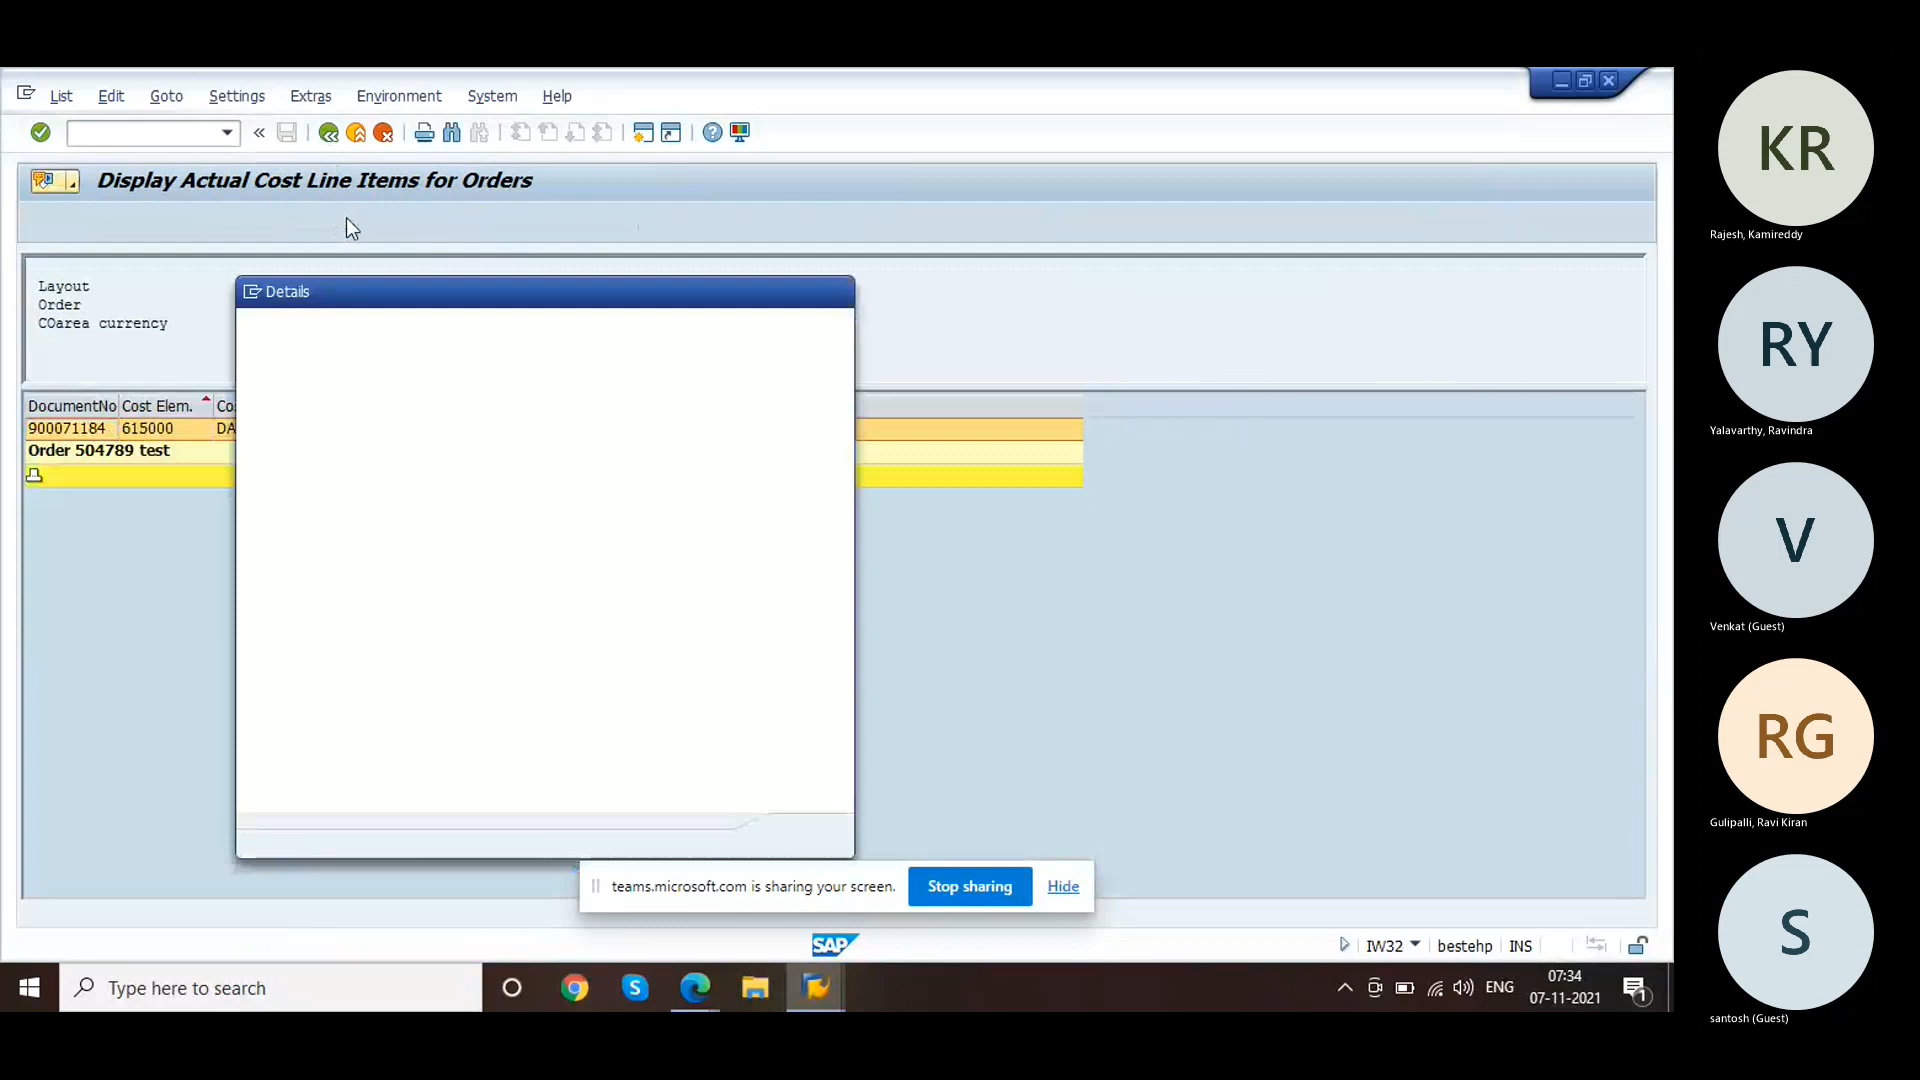 List Edit Goto Settings Extras Environment System Help
Display Actual Cost Line Items for Orders
Layout
Order
COarea currency
Details
DocumentNo Cost Elem. Co
900071184 615000 DA
Order 504789 test
teams.microsoft.com is sharing your screen. Stop sharing Hide
SAP IW32 bestehp INS
Type here to search
S
ENG
07:34
07-11-2021
1
KR
Rajesh, Kamireddy
RY
Yalavarthy, Ravindra
V
Venkat (Guest)
RG
Gulipalli, Ravi Kiran
S
santosh (Guest)